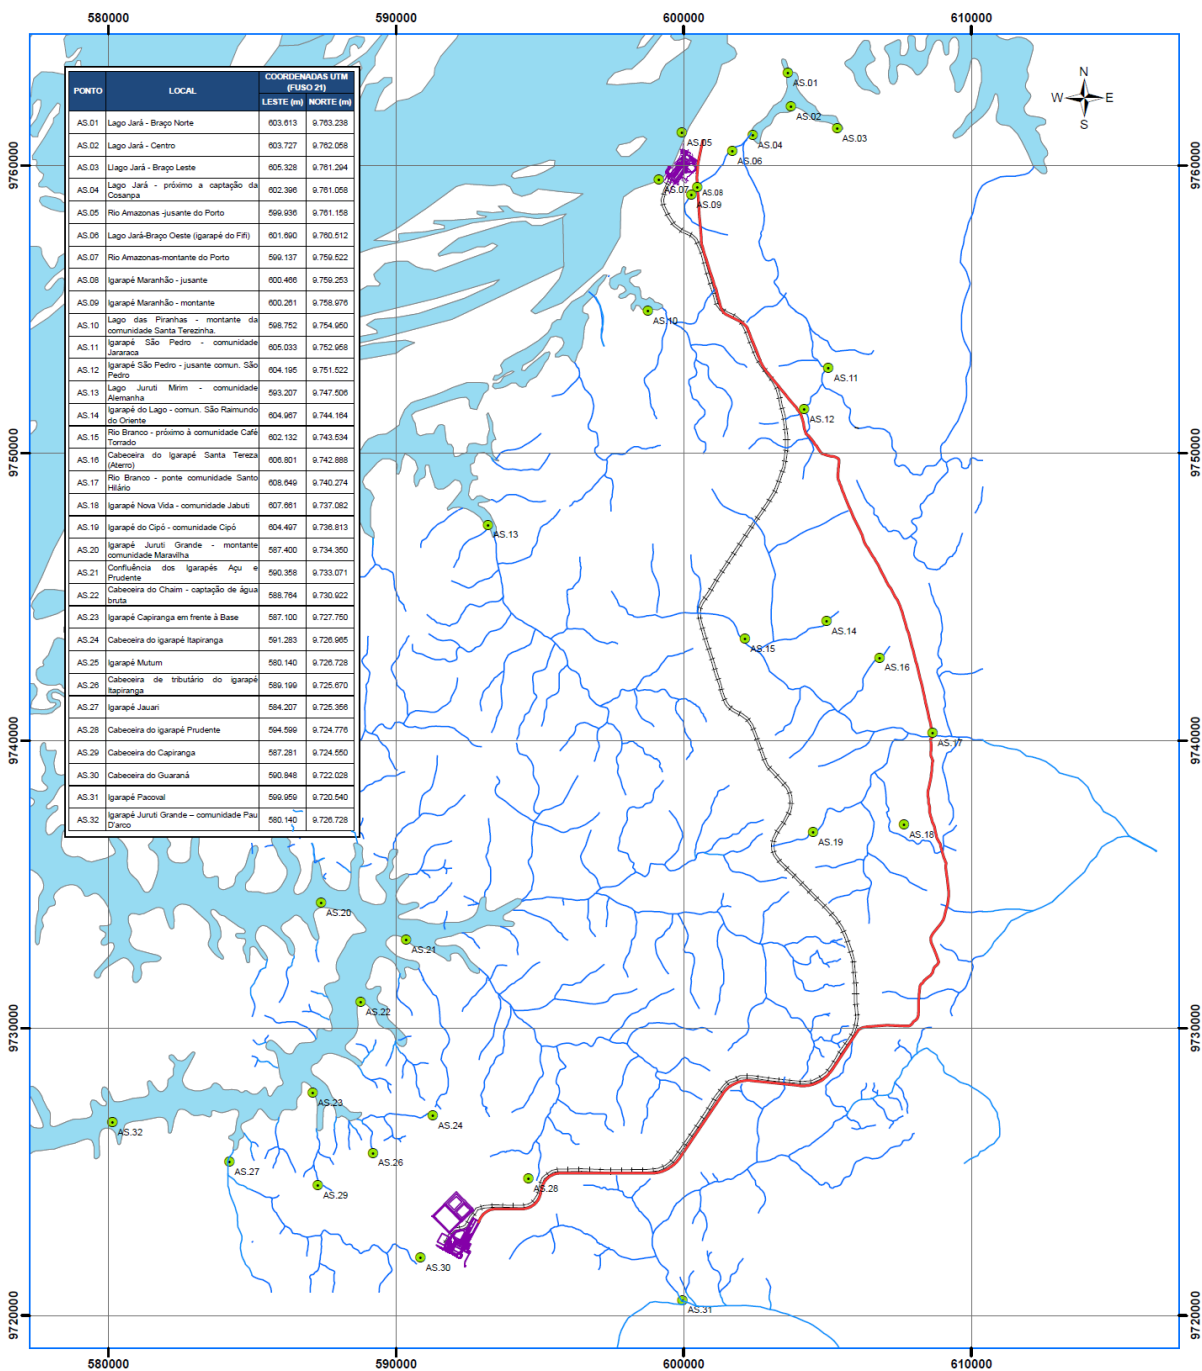 580000 590000 600000 610000
PONTO LOCAL COORDENADAS UTM (FUSO 21)
LESTE (m) NORTE (m)
AS.01 Lago Jará - Braço Norte 603.613 9.763.238
AS.02 Lago Jará - Centro 603.727 9.762.058
AS.03 Llago Jará - Braço Leste 605.328 9.761.294
AS.04 Lago Jará - próximo a captação da Cosanpa 602.396 9.761.058
AS.05 Rio Amazonas -jusante do Porto 599.936 9.761.158
AS.06 Lago Jará-Braço Oeste (igarapé do Fifi) 601.690 9.760.512
AS.07 Rio Amazonas-montante do Porto 599.137 9.759.522
AS.08 Igarapé Maranhão - jusante 600.466 9.759.253
AS.09 Igarapé Maranhão - montante 600.261 9.758.976
AS.10 Lago das Piranhas - montante da comunidade Santa Terezinha. 598.752 9.754.950
AS.11 Igarapé São Pedro - comunidade Jararaca 605.033 9.752.958
AS.12 Igarapé São Pedro - jusante comun. São Pedro 604.195 9.751.522
AS.13 Lago Juruti Mirim - comunidade Alemanha 593.207 9.747.506
AS.14 Igarapé do Lago - comun. São Raimundo do Oriente 604.967 9.744.164
AS.15 Rio Branco - próximo à comunidade Café Torrado 602.132 9.743.534
AS.16 Cabeceira do Igarapé Santa Tereza (Aterro) 606.801 9.742.888
AS.17 Rio Branco - ponte comunidade Santo Hilário 608.649 9.740.274
AS.18 Igarapé Nova Vida - comunidade Jabuti 607.661 9.737.082
AS.19 Igarapé do Cipó - comunidade Cipó 604.497 9.736.813
AS.20 Igarapé Juruti Grande - montante comunidade Maravilha 587.400 9.734.350
AS.21 Confluência dos Igarapés Açu e Prudente 590.358 9.733.071
AS.22 Cabeceira do Chaim - captação de água bruta 588.764 9.730.922
AS.23 Igarapé Capiranga em frente à Base 587.100 9.727.750
AS.24 Cabeceira do igarapé Itapiranga 591.283 9.726.965
AS.25 Igarapé Mutum 580.140 9.726.728
AS.26 Cabeceira de tributário do igarapé Itapiranga 589.199 9.725.670
AS.27 Igarapé Jauari 584.207 9.725.356
AS.28 Cabeceira do igarapé Prudente 594.599 9.724.776
AS.29 Cabeceira do Capiranga 587.281 9.724.550
AS.30 Cabeceira do Guaraná 590.848 9.722.028
AS.31 Igarapé Pacoval 599.959 9.720.540
AS.32 Igarapé Juruti Grande – comunidade Pau D'arco 580.140 9.726.728
N
W E
S
AS.01
AS.02
AS.03
AS.04
AS.05
AS.06
AS.07
AS.08
AS.09
AS.10
AS.11
AS.12
AS.13
AS.14
AS.15
AS.16
AS.17
AS.18
AS.19
AS.20
AS.21
AS.22
AS.23
AS.24
AS.32
AS.26
AS.27
AS.28
AS.29
AS.30
AS.31
9760000 9760000
9750000 9750000
9740000 9740000
9730000 9730000
9720000 9720000
580000 590000 600000 610000